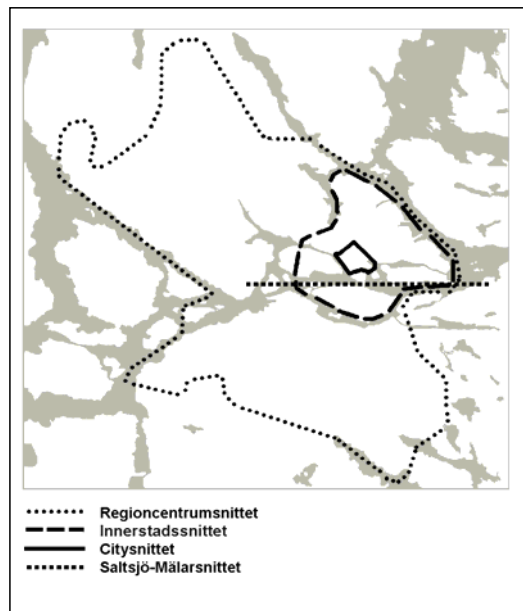 Regioncentrumsnittet
Innerstadssnittet
Citysnittet
Saltsjö-Mälarsnittet